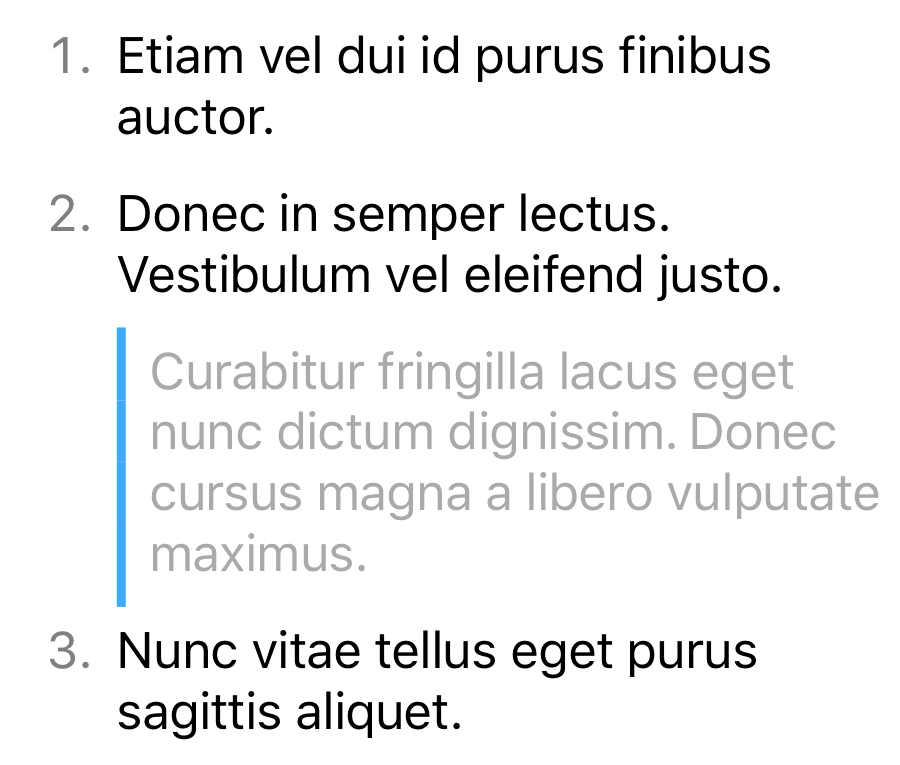 1. Etiam vel dui id purus finibus
auctor.
2. Donec in semper lectus.
Vestibulum vel eleifend justo.
Curabitur fringilla lacus eget
nunc dictum dignissim. Donec
cursus magna a libero vulputate
maximus.
3. Nunc vitae tellus eget purus
sagittis aliquet.